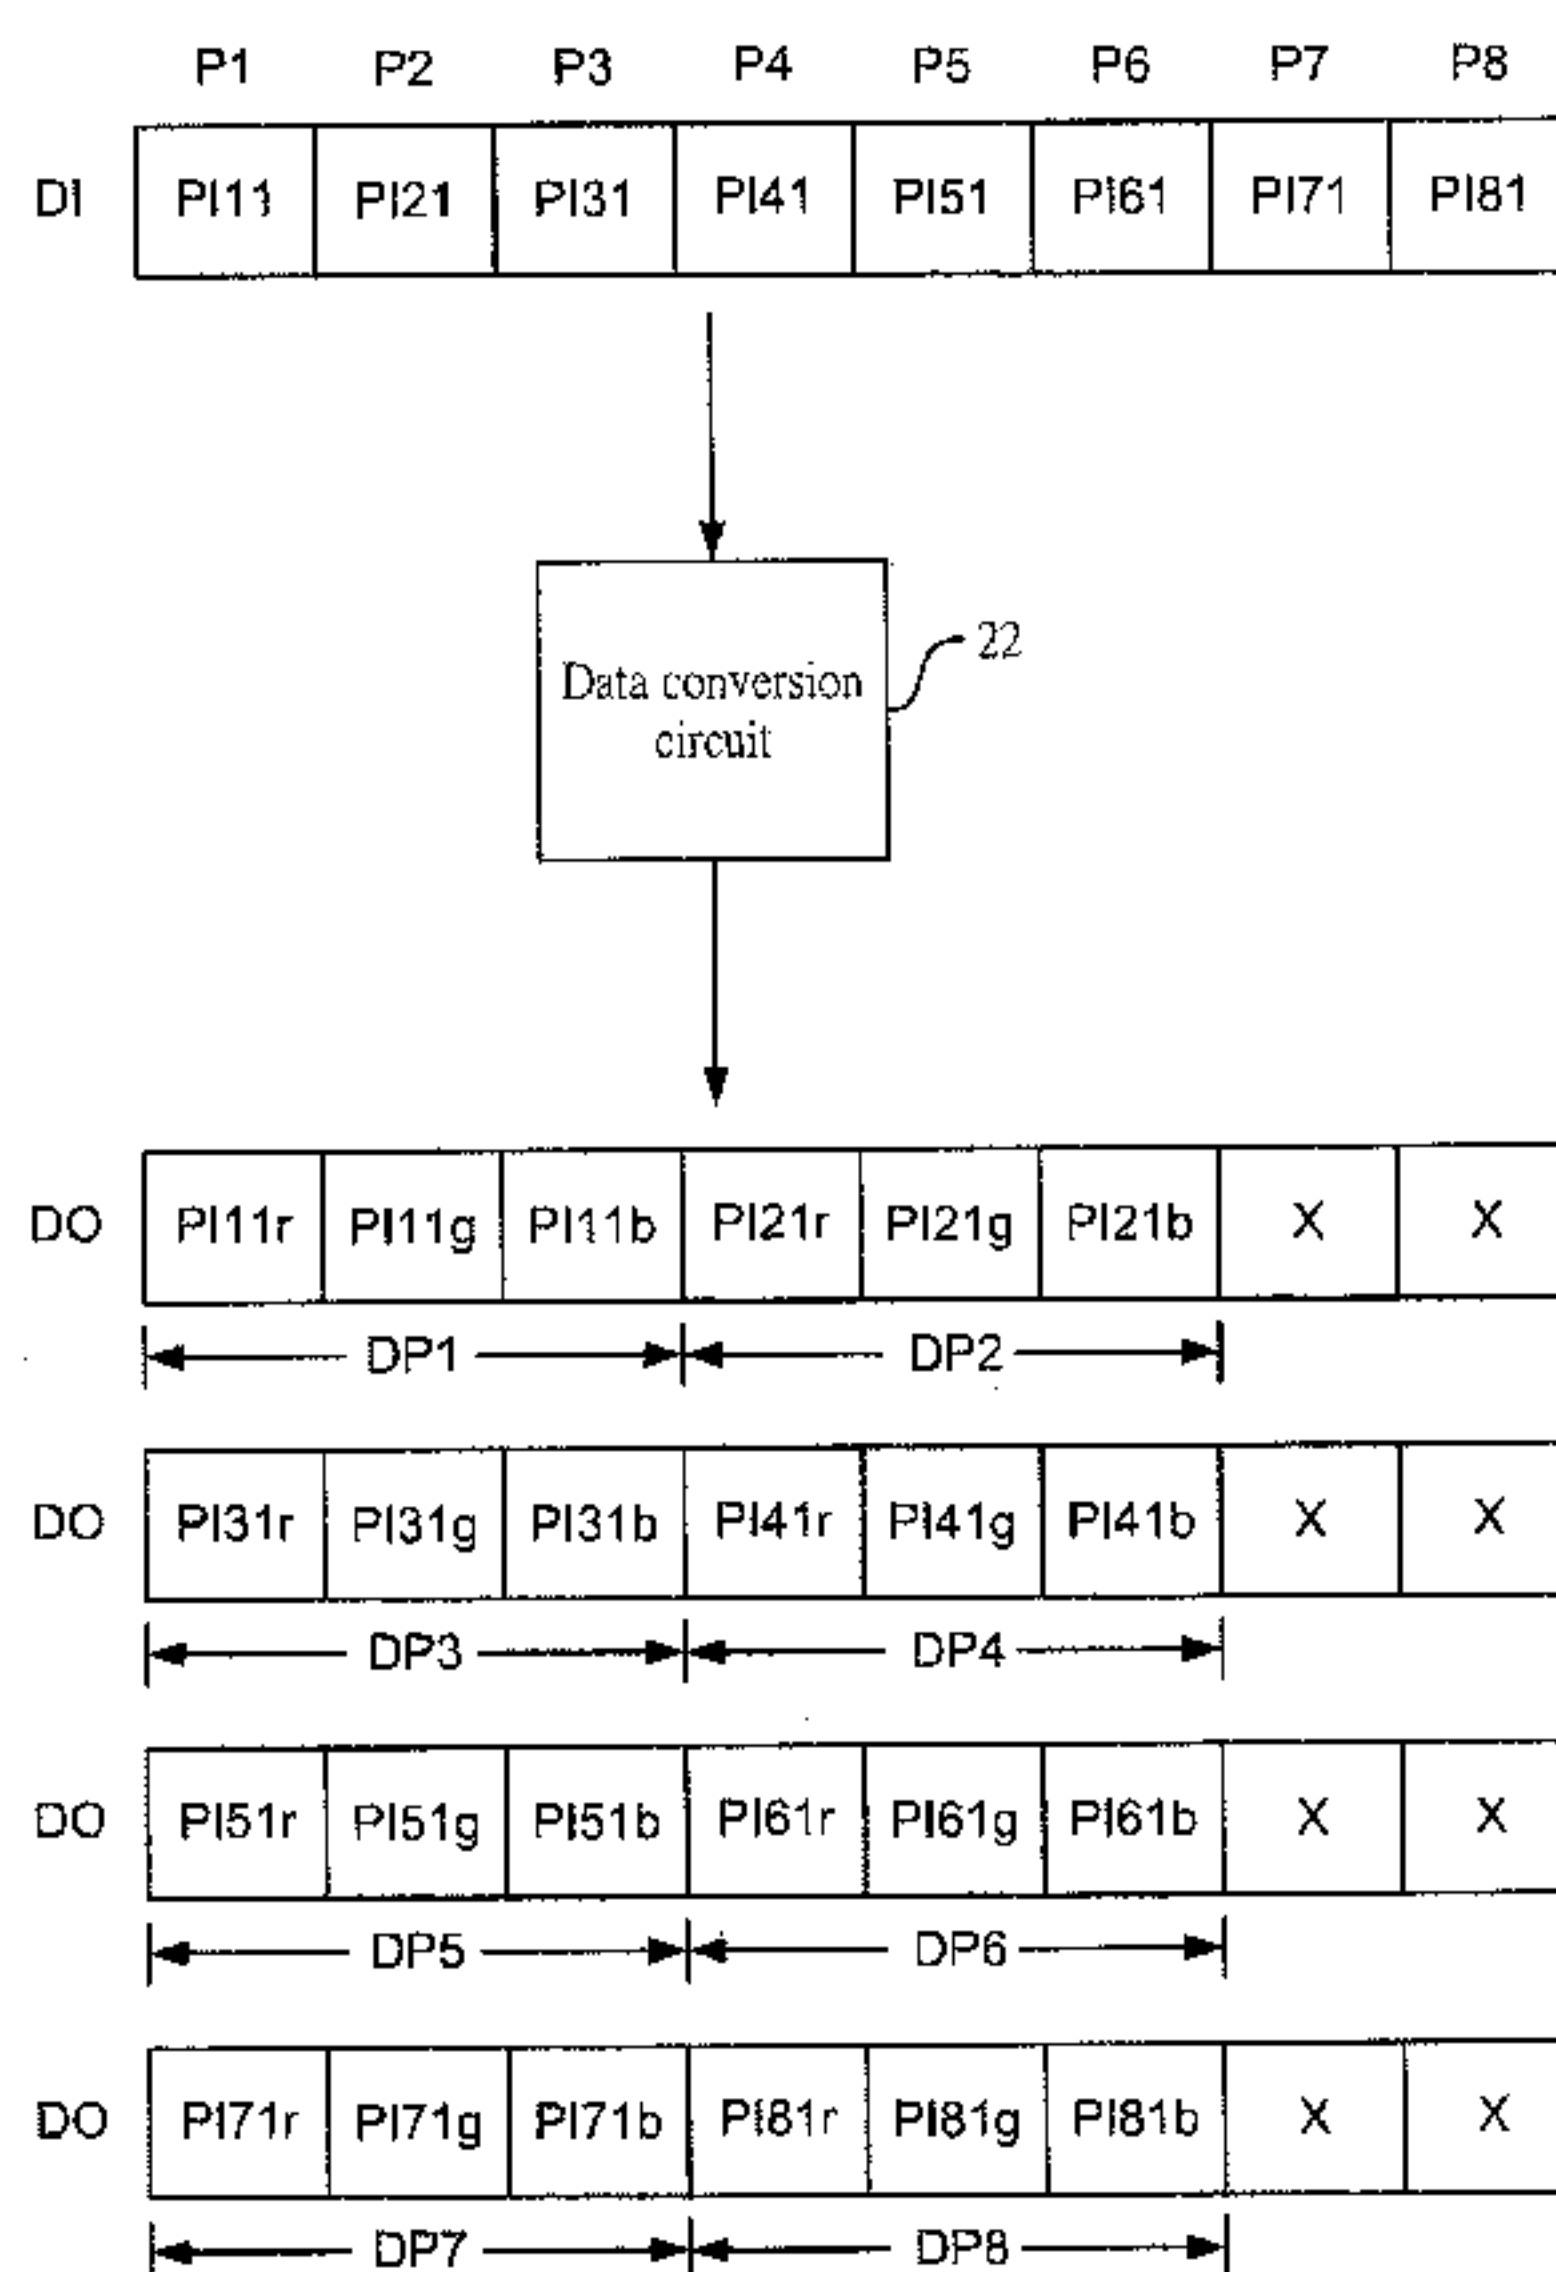 P1 P2 P3 P4 P5 P6 P7 P8
DI PI11 PI21 PI31 PI41 PI51 PI61 PI71 PI81
Data conversion
circuit
22
DO PI11r PI11g PI11b PI21r PI21g PI21b X X
DP1 DP2
DO PI31r PI31g PI31b PI41r PI41g PI41b X X
DP3 DP4
DO PI51r PI51g PI51b PI61r PI61g PI61b X X
DP5 DP6
DO PI71r PI71g PI71b PI81r PI81g PI81b X X
DP7 DP8